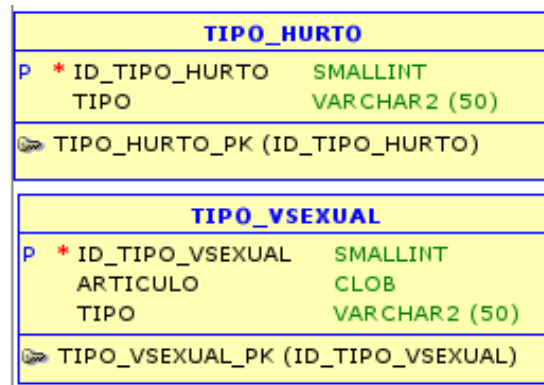 TIPO_HURTO
P * ID_TIPO_HURTO SMALLINT
TIPO VARCHAR2 (50)
TIPO_HURTO_PK (ID_TIPO_HURTO)
TIPO_VSEXUAL
P * ID_TIPO_VSEXUAL SMALLINT
ARTICULO CLOB
TIPO VARCHAR2 (50)
TIPO_VSEXUAL_PK (ID_TIPO_VSEXUAL)